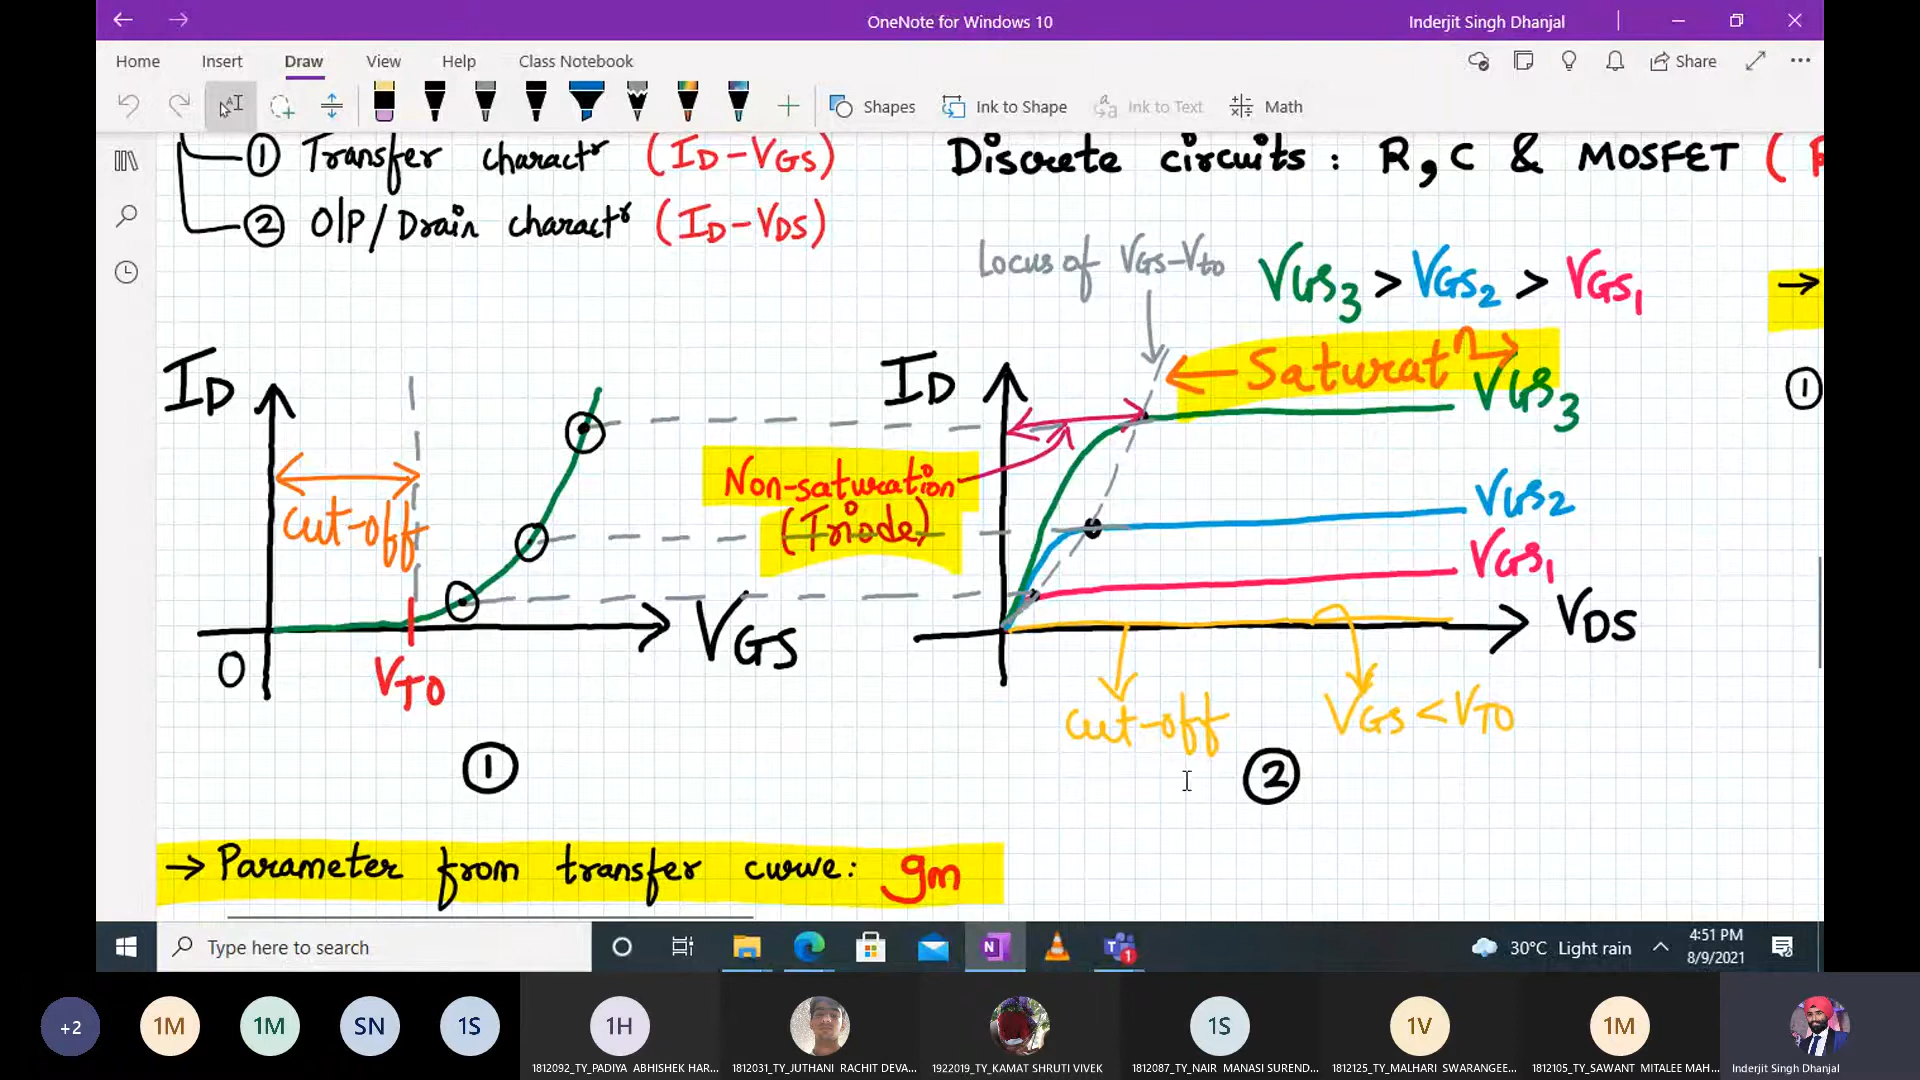 OneNote for Windows 10
Inderjit Singh Dhanjal
Home Insert Draw View Help Class Notebook
Share
Shapes Ink to Shape Ink to Text Math
① Transfer charactʳ (ID-VGS)
② O/P/Drain charactʳ (ID-VDS)
Discrete circuits: R, C & MOSFET (
Locus of VGS-Vto
VGS3 > VGS2 > VGS1
Saturatⁿ
ID
cut-off
VTO
0
VGS
①
Non-saturation
(Triode)
ID
VGS3
VGS2
VGS1
VDS
cut-off
VGS < VTO
②
→
①
→ Parameter from transfer curve: gm
Type here to search
30°C Light rain
4:51 PM
8/9/2021
+2 1M 1M SN 1S 1H 1S 1V 1M
1812092_TY_PADIYA ABHISHEK HAR...
1812031_TY_JUTHANI RACHIT DEVA...
1922019_TY_KAMAT SHRUTI VIVEK
1812087_TY_NAIR MANASI SUREND...
1812125_TY_MALHARI SWARANGEE...
1812105_TY_SAWANT MITALEE MAH...
Inderjit Singh Dhanjal